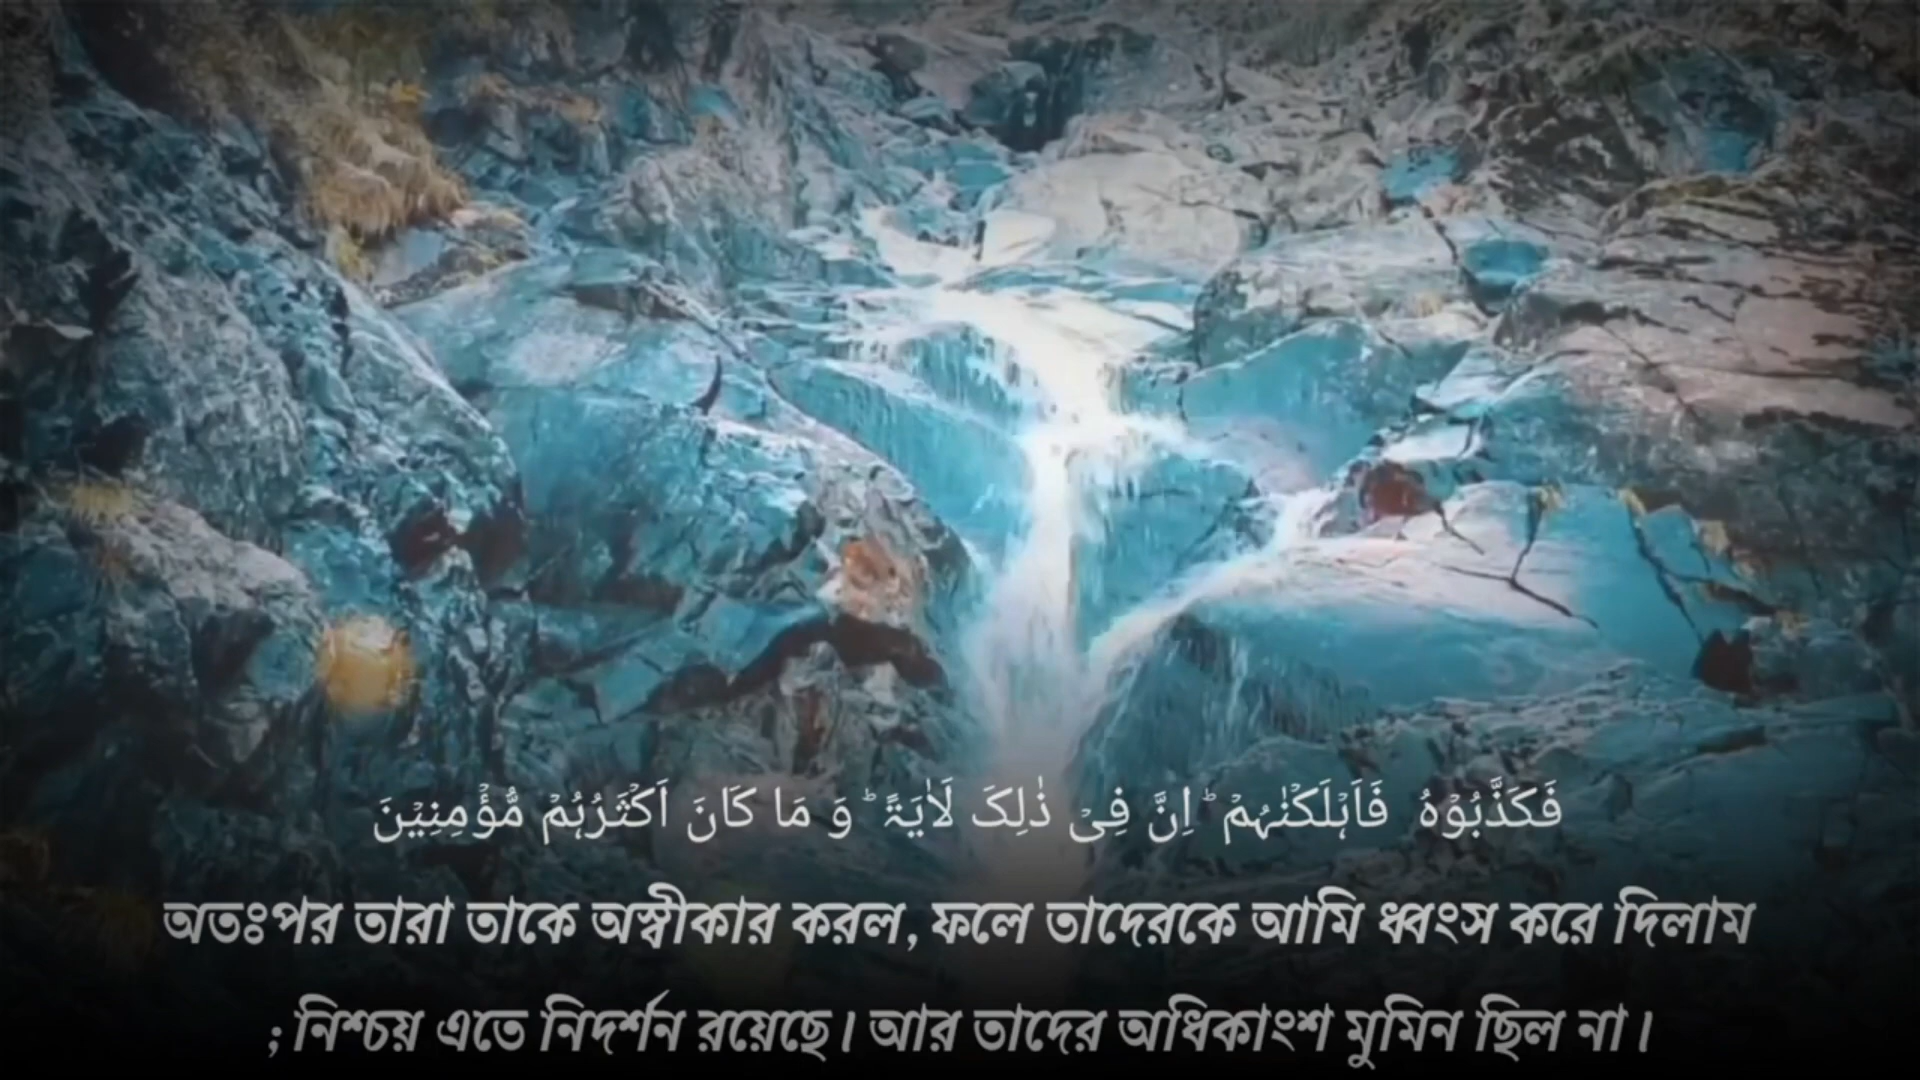 فَکَذَّبُوۡہُ فَاَہۡلَکۡنٰہُمۡ ؕ اِنَّ فِیۡ ذٰلِکَ لَاٰیَۃً ؕ وَ مَا کَانَ اَکۡثَرُہُمۡ مُّؤۡمِنِیۡنَ
অতঃপর তারা তাকে অস্বীকার করল, ফলে তাদেরকে আমি ধ্বংস করে দিলাম
; নিশ্চয় এতে নিদর্শন রয়েছে। আর তাদের অধিকাংশ মুমিন ছিল না।